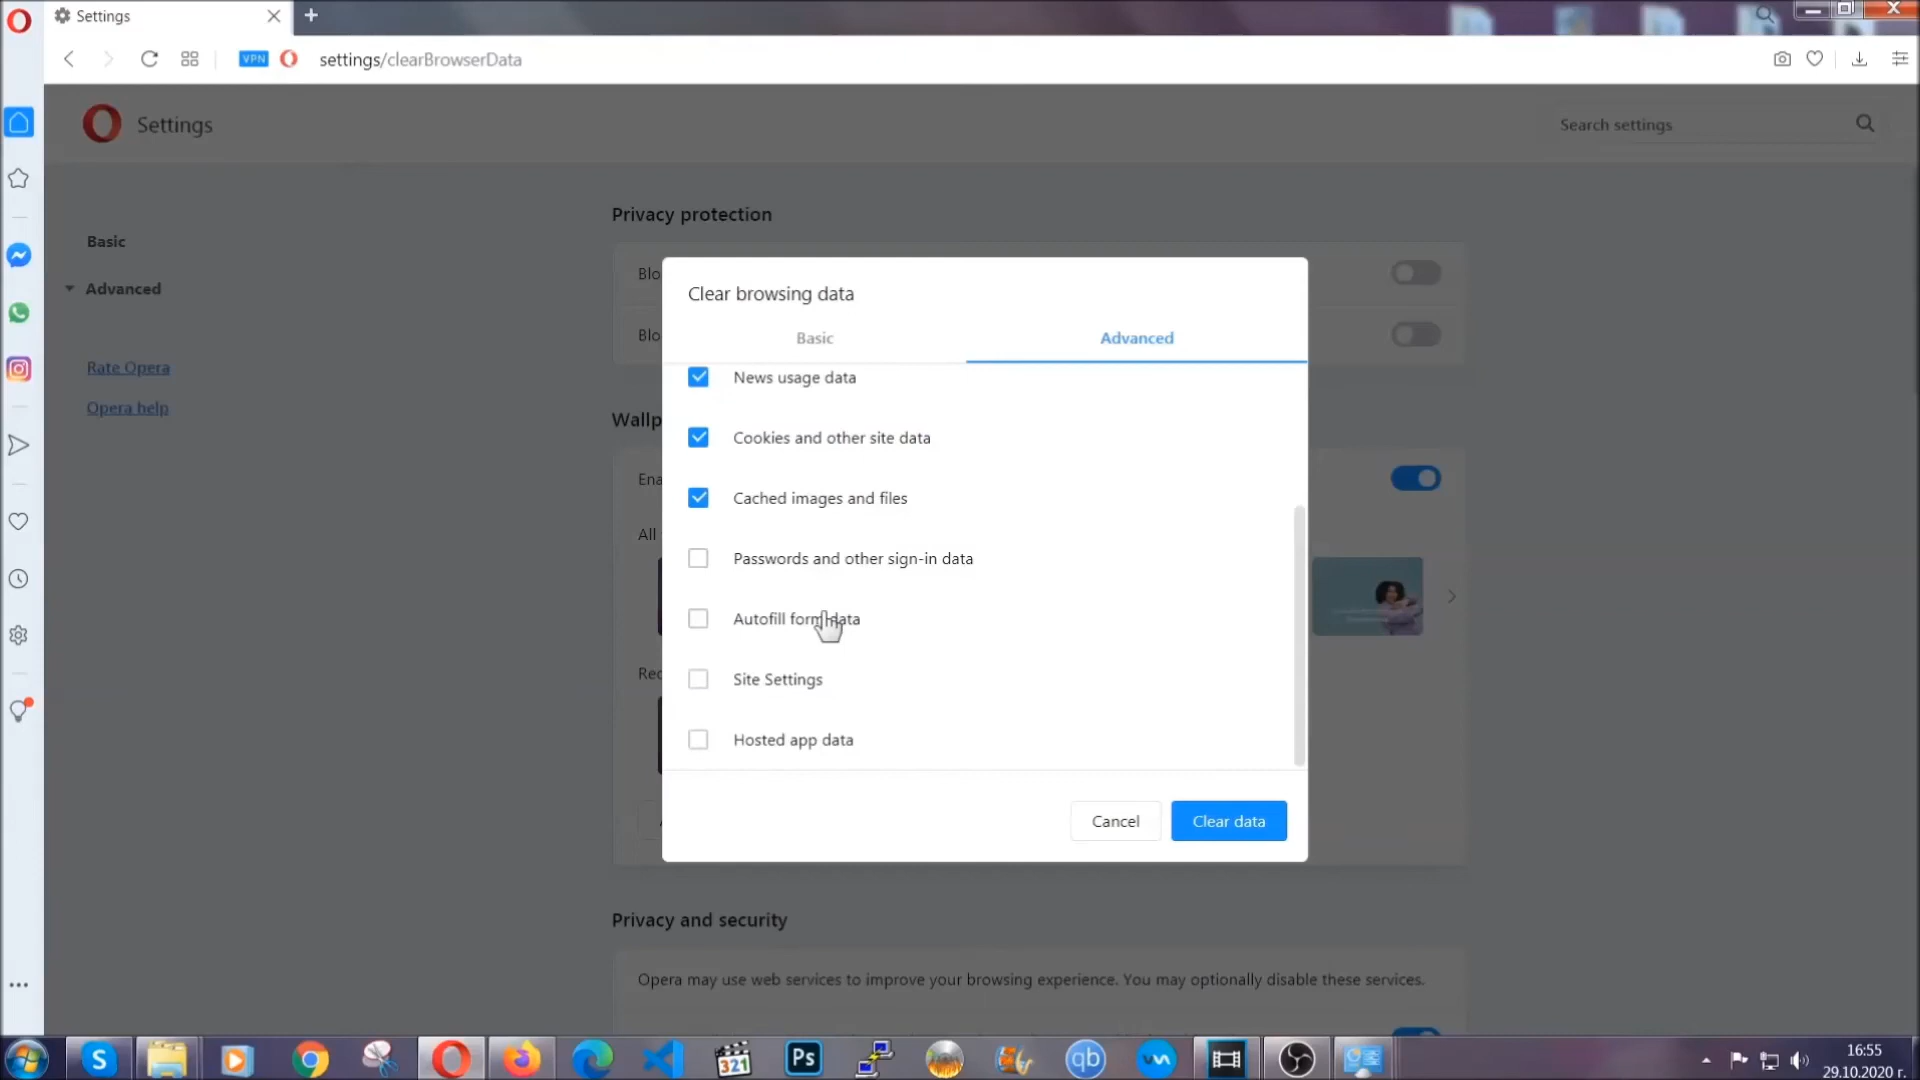 Settings
VPN
settings/clearBrowserData
Settings
Search settings
Basic
Advanced
Rate Opera
Opera help
Privacy protection
Blo
Blo
Wallp
Ena
All
Rec
Clear browsing data
Basic
Advanced
News usage data
Cookies and other site data
Cached images and files
Passwords and other sign-in data
Autofill form data
Site Settings
Hosted app data
Cancel
Clear data
Privacy and security
Opera may use web services to improve your browsing experience. You may optionally disable these services.
S
321
Ps
qb
16:55
29.10.2020 г.